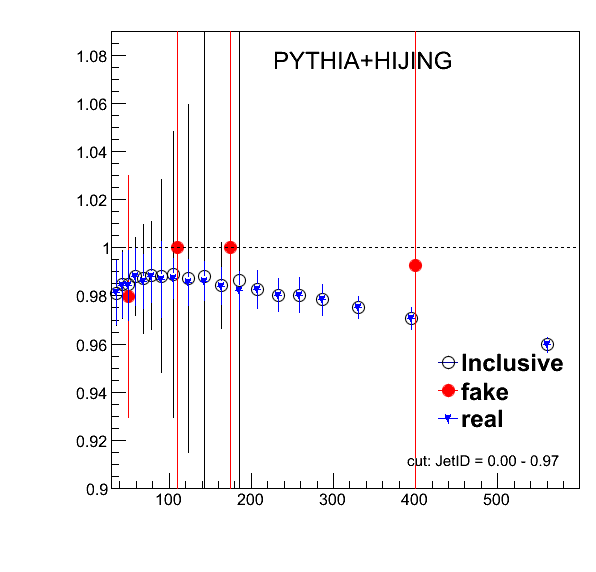 PYTHIA+HIJING
1.08
1.06
1.04
1.02
1
0.98
0.96
0.94
0.92
0.9
Inclusive
fake
real
cut: JetID = 0.00 - 0.97
100 200 300 400 500